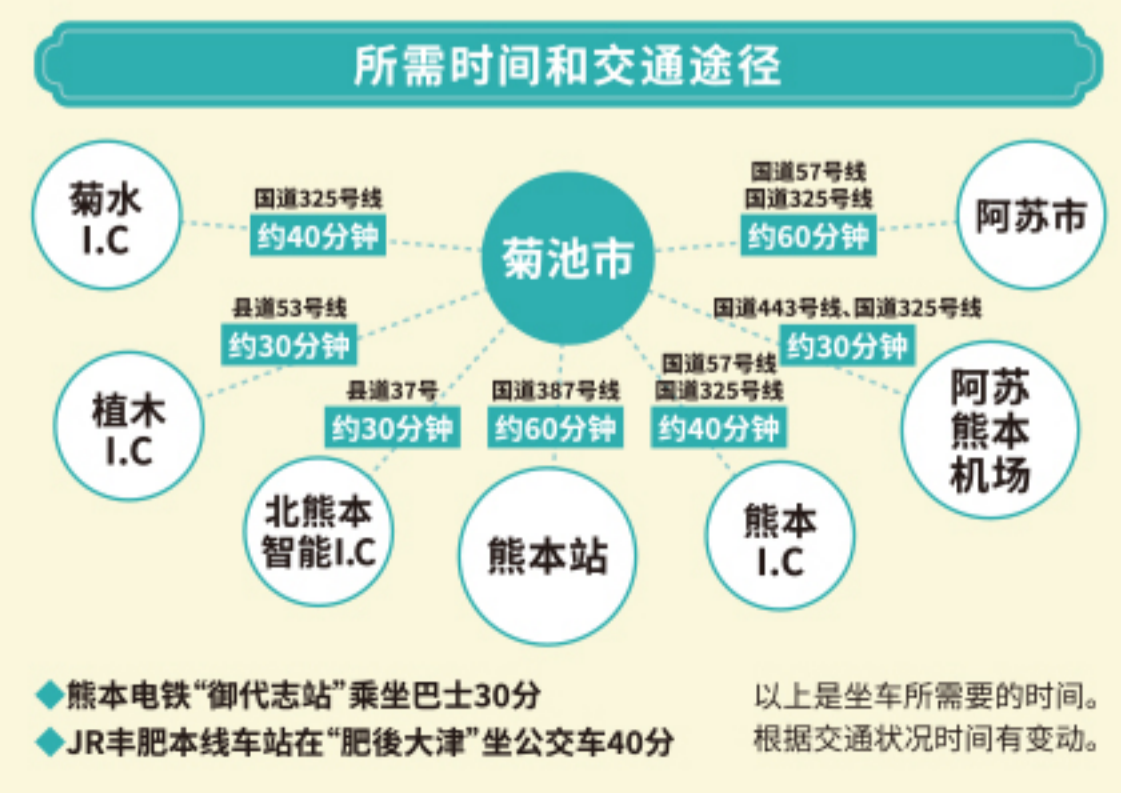 所需时间和交通途径
菊水
I.C
国道325号线
约40分钟
菊池市
国道57号线
国道325号线
约60分钟
阿苏市
县道53号线
约30分钟
植木
I.C
国道443号线、国道325号线
约30分钟
阿苏
熊本
机场
县道37号
约30分钟
北熊本
智能I.C
国道387号线
约60分钟
熊本站
国道57号线
国道325号线
约40分钟
熊本
I.C
◆熊本电铁“御代志站”乘坐巴士30分
◆JR丰肥本线车站在“肥後大津”坐公交车40分
以上是坐车所需要的时间。
根据交通状况时间有变动。